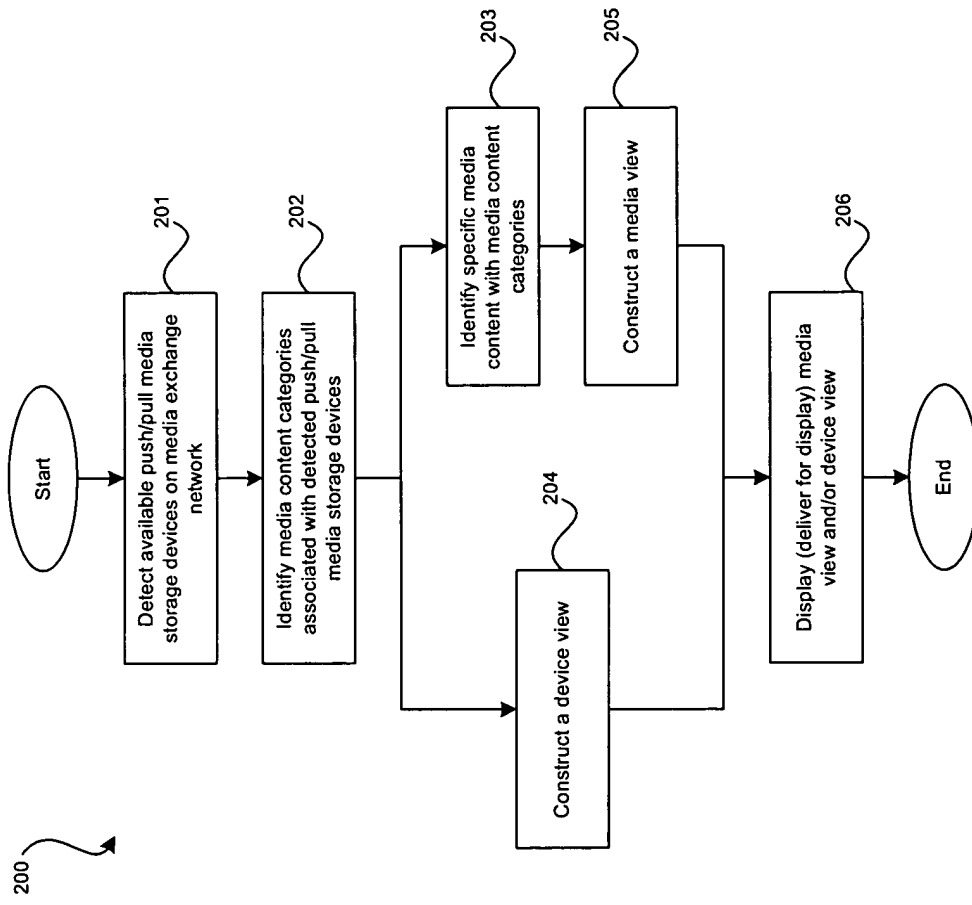 200
Start
Detect available push/pull media
storage devices on media exchange
network
201
Identify media content categories
associated with detected push/pull
media storage devices
202
Identify specific media
content with media content
categories
203
Construct a device view
204
Construct a media view
205
Display (deliver for display) media
view and/or device view
206
End